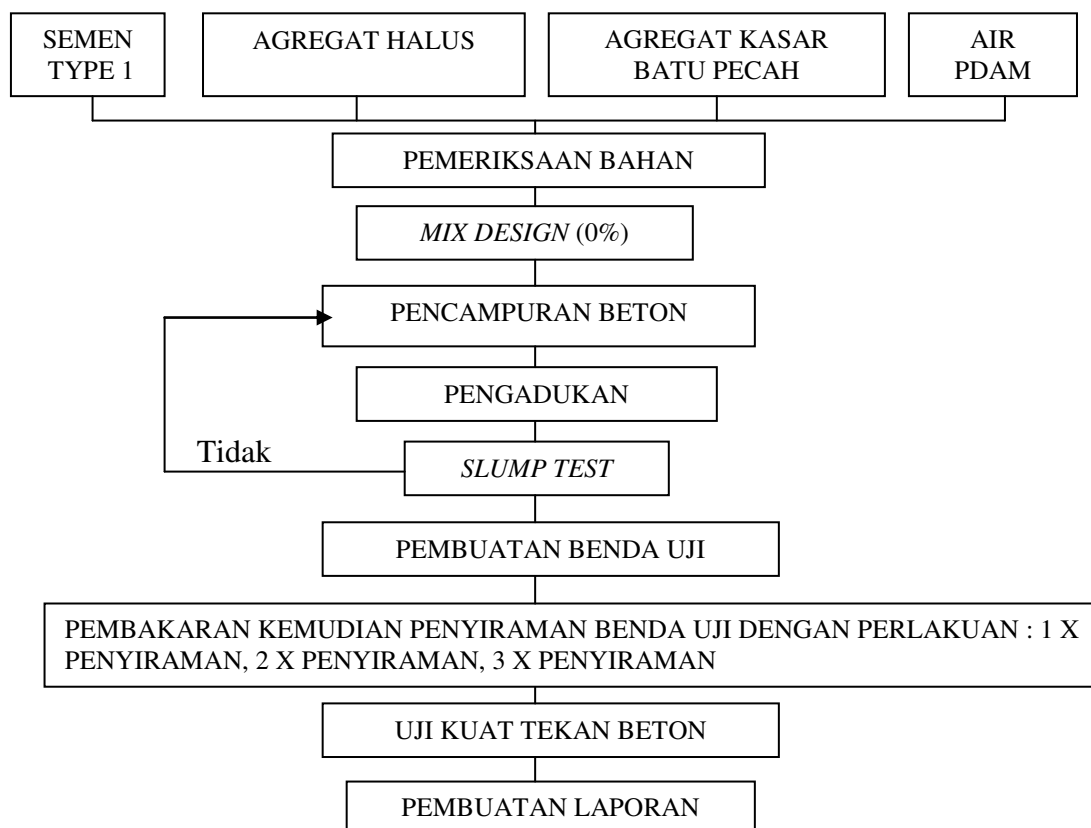 SEMEN
TYPE 1
AGREGAT HALUS
AGREGAT KASAR
BATU PECAH
AIR
PDAM
PEMERIKSAAN BAHAN
MIX DESIGN (0%)
PENCAMPURAN BETON
PENGADUKAN
Tidak
SLUMP TEST
PEMBUATAN BENDA UJI
PEMBAKARAN KEMUDIAN PENYIRAMAN BENDA UJI DENGAN PERLAKUAN : 1 X
PENYIRAMAN, 2 X PENYIRAMAN, 3 X PENYIRAMAN
UJI KUAT TEKAN BETON
PEMBUATAN LAPORAN